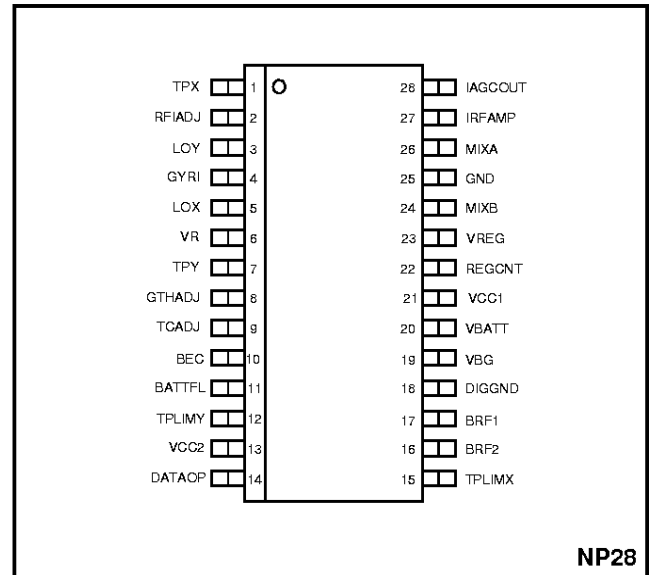 TPX 1 28 IAGCOUT
RFIADJ 2 27 IRFAMP
LOY 3 26 MIXA
GYRI 4 25 GND
LOX 5 24 MIXB
VR 6 23 VREG
TPY 7 22 REGCNT
GTHADJ 8 21 VCC1
TCADJ 9 20 VBATT
BEC 10 19 VBG
BATTFL 11 18 DIGGND
TPLIMY 12 17 BRF1
VCC2 13 16 BRF2
DATAOP 14 15 TPLIMX
NP28